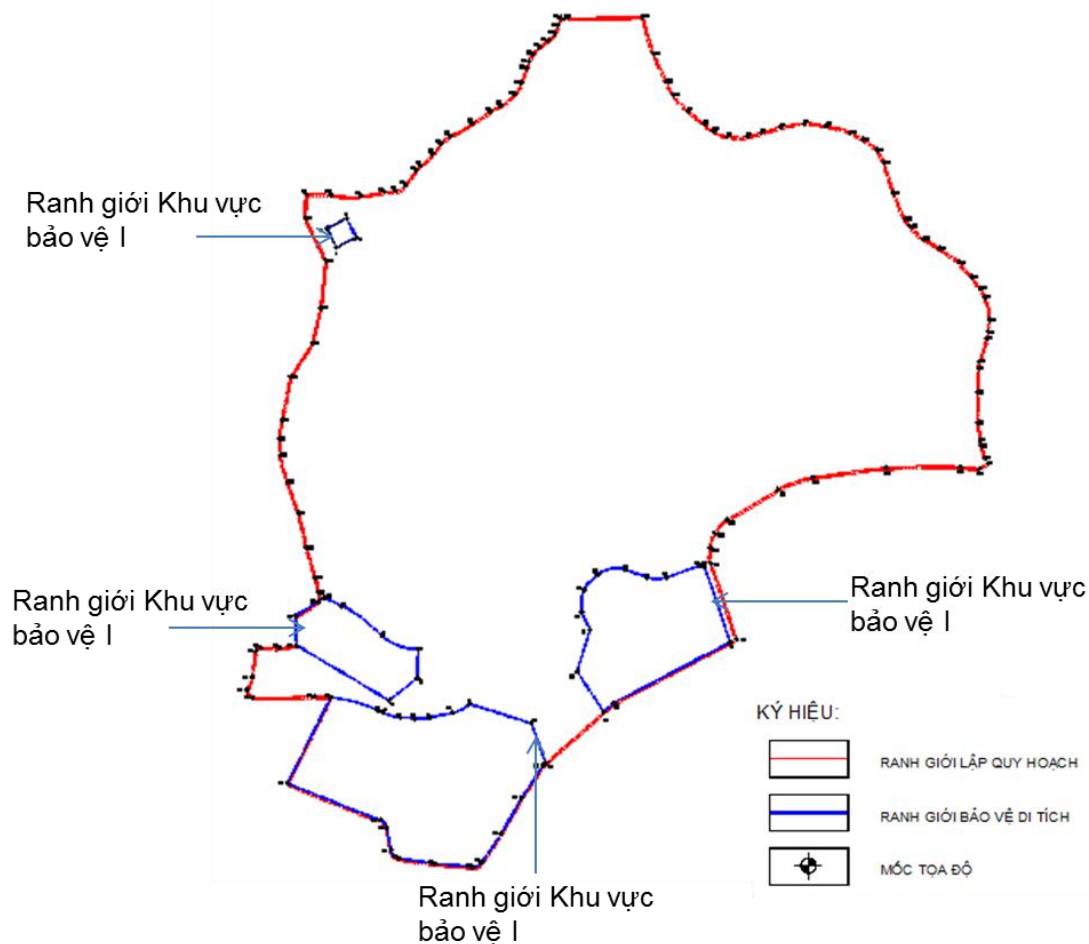 Ranh giới Khu vực
bảo vệ I
Ranh giới Khu vực
bảo vệ I
Ranh giới Khu vực
bảo vệ I
KÝ HIỆU:
RANH GIỚI LẬP QUY HOẠCH
RANH GIỚI BẢO VỆ DI TÍCH
MỐC TỌA ĐỘ
Ranh giới Khu vực
bảo vệ I